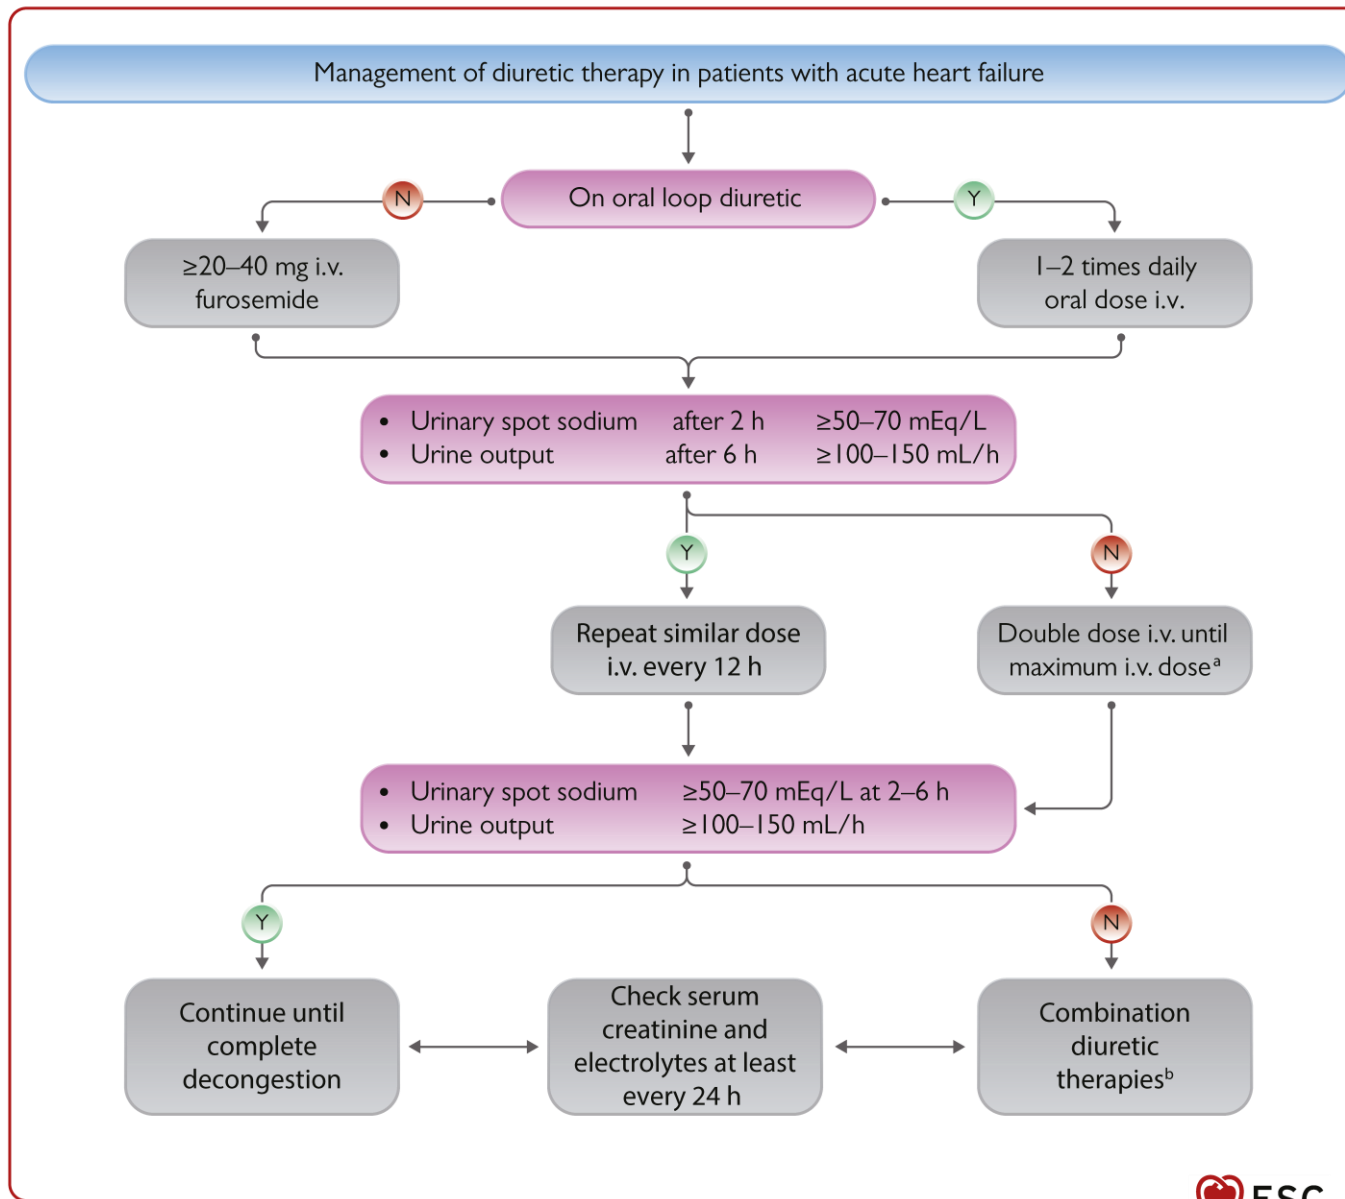 Management of diuretic therapy in patients with acute heart failure
N
On oral loop diuretic
Y
≥20–40 mg i.v.
furosemide
1–2 times daily
oral dose i.v.
• Urinary spot sodium after 2 h ≥50–70 mEq/L
• Urine output after 6 h ≥100–150 mL/h
Y
N
Repeat similar dose
i.v. every 12 h
Double dose i.v. until
maximum i.v. doseᵃ
• Urinary spot sodium ≥50–70 mEq/L at 2–6 h
• Urine output ≥100–150 mL/h
Y
N
Continue until
complete
decongestion
Check serum
creatinine and
electrolytes at least
every 24 h
Combination
diuretic
therapiesᵇ
ESC